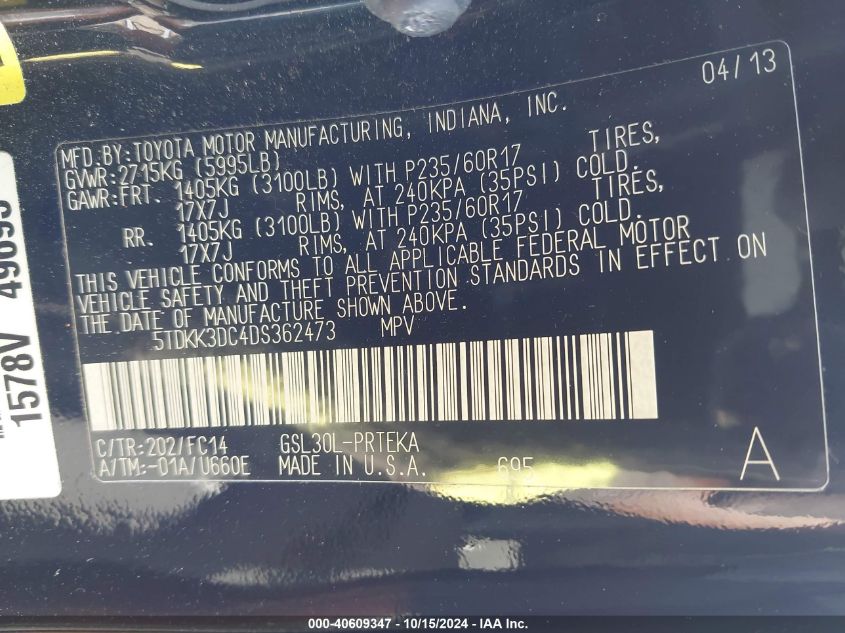 04/13
MFD.BY:TOYOTA MOTOR MANUFACTURING, INDIANA, INC.
GVWR:2715KG (5995LB)
GAWR:FRT. 1405KG (3100LB) WITH P235/60R17 TIRES,
17X7J RIMS, AT 240KPA (35PSI) COLD.
RR. 1405KG (3100LB) WITH P235/60R17 TIRES,
17X7J RIMS, AT 240KPA (35PSI) COLD.
THIS VEHICLE CONFORMS TO ALL APPLICABLE FEDERAL MOTOR
VEHICLE SAFETY AND THEFT PREVENTION STANDARDS IN EFFECT ON
THE DATE OF MANUFACTURE SHOWN ABOVE.
5TDKK3DC4DS362473 MPV
C/TR:202/FC14 GSL30L-PRTEKA
A/TM:-01A/U660E MADE IN U.S.A. 695
A
1578V
000-40609347 - 10/15/2024 - IAA Inc.